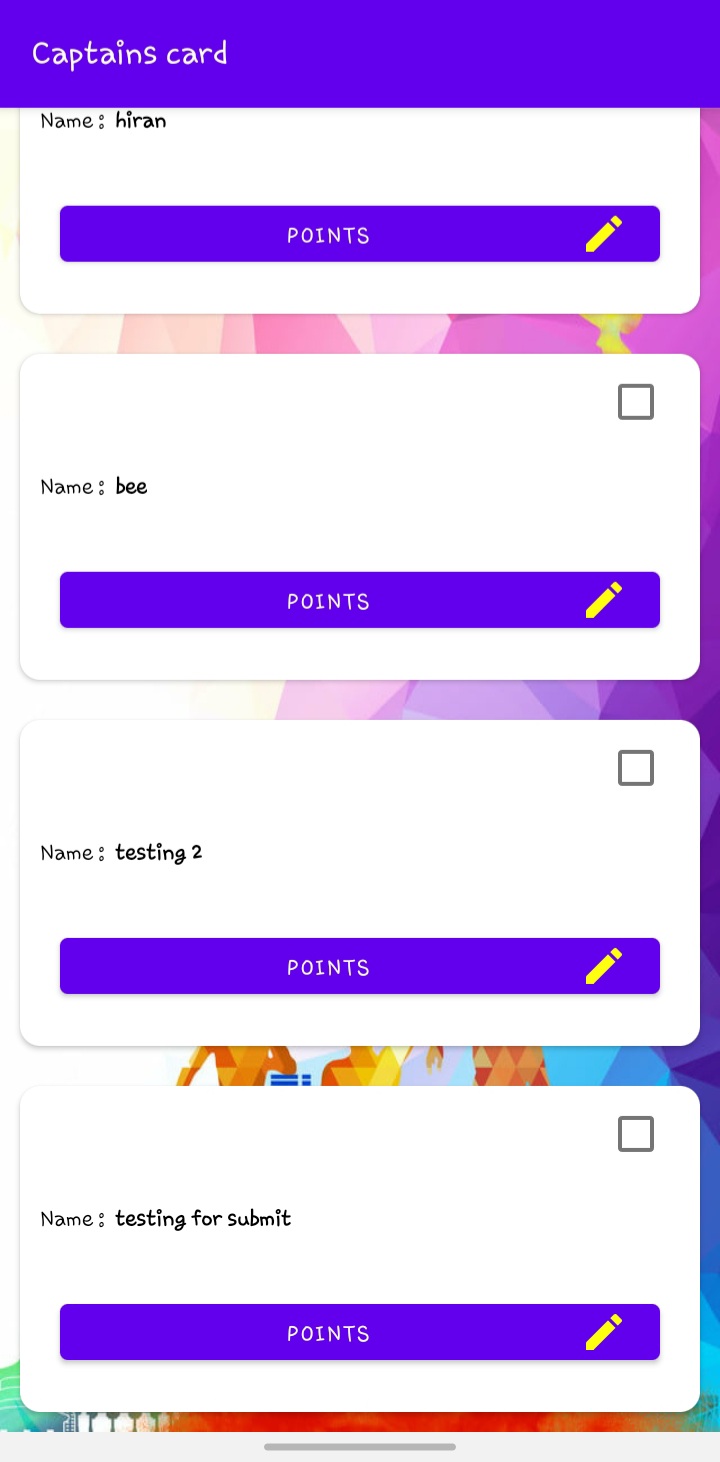 Captains card
Name : hiran
POINTS
Name : bee
POINTS
Name : testing 2
POINTS
Name : testing for submit
POINTS